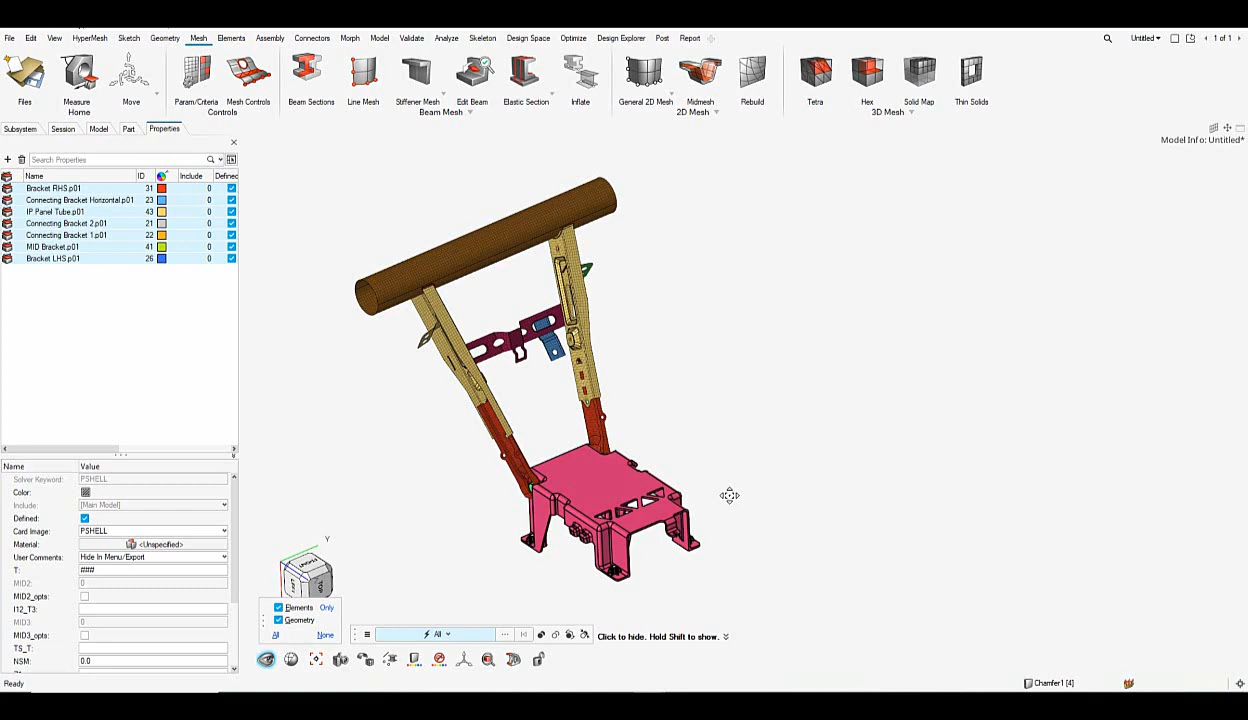 File Edit View HyperMesh Sketch Geometry Mesh Elements Assembly Connectors Morph Model Validate Analyze Skeleton Design Space Optimize Design Explorer Post Report Untitled 1 of 1
Files Measure Move Param/Criteria Mesh Controls Beam Sections Line Mesh Stiffener Mesh Edit Beam Elastic Section Inflate General 2D Mesh Midmesh Rebuild Tetra Hex Solid Map Thin Solids
Home Controls Beam Mesh 2D Mesh 3D Mesh
Subsystem Session Model Part Properties
Model Info: Untitled*
Search Properties
Name ID Include Defined
Bracket RHS.p01 31 0
Connecting Bracket Horizontal.p01 23 0
IP Panel Tube.p01 43 0
Connecting Bracket 2.p01 21 0
Connecting Bracket 1.p01 22 0
MID Bracket.p01 41 0
Bracket LHS.p01 26 0
Name Value
Solver Keyword: PSHELL
Color:
Include: [Main Model]
Defined:
Card Image: PSHELL
Material: <Unspecified>
User Comments: Hide In Menu/Export
T: ###
MID2: 0
MID2_opts:
I12_T3:
MID3: 0
MID3_opts:
TS_T:
NSM: 0.0
Y
LEFT
TOP
Elements Only
Geometry
All None
All
Click to hide. Hold Shift to show.
Ready
Chamfer1 [4]